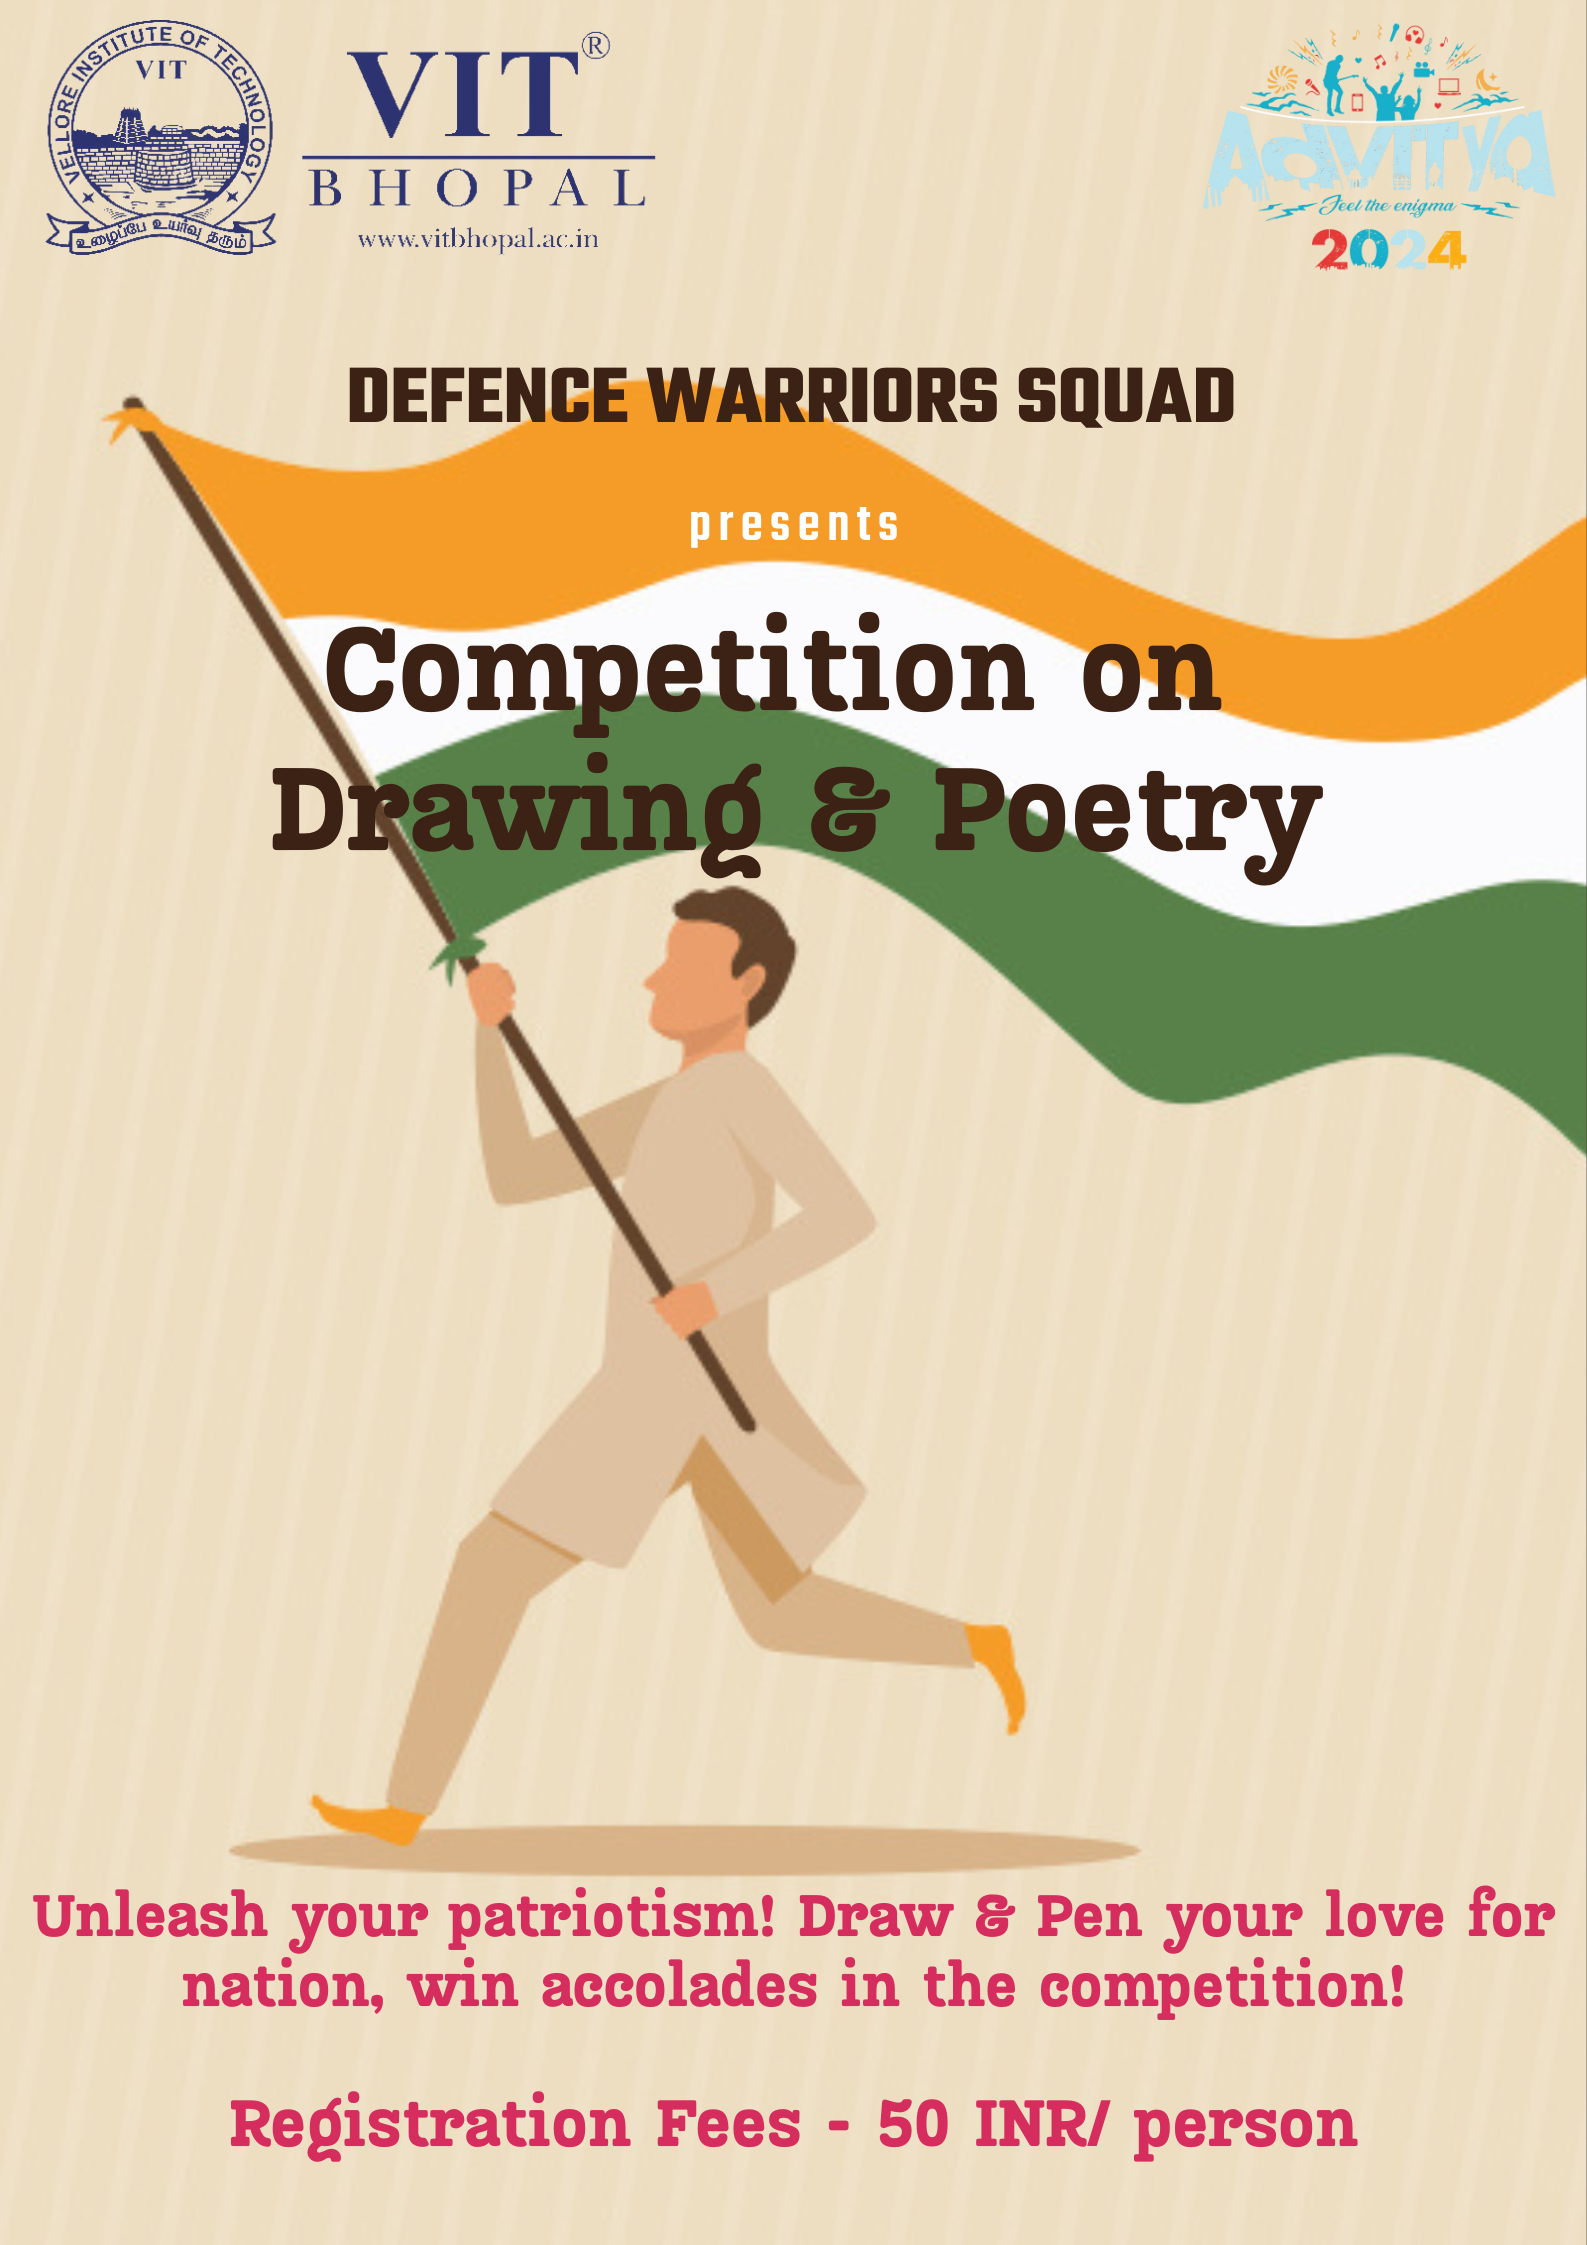 VELLORE INSTITUTE OF TECHNOLOGY
VIT
உழைப்பே உயர்வு தரும்
VIT®
BHOPAL
www.vitbhopal.ac.in
AdVITya
Feel the enigma
2024
DEFENCE WARRIORS SQUAD
presents
Competition on
Drawing & Poetry
Unleash your patriotism! Draw & Pen your love for
nation, win accolades in the competition!
Registration Fees - 50 INR/ person